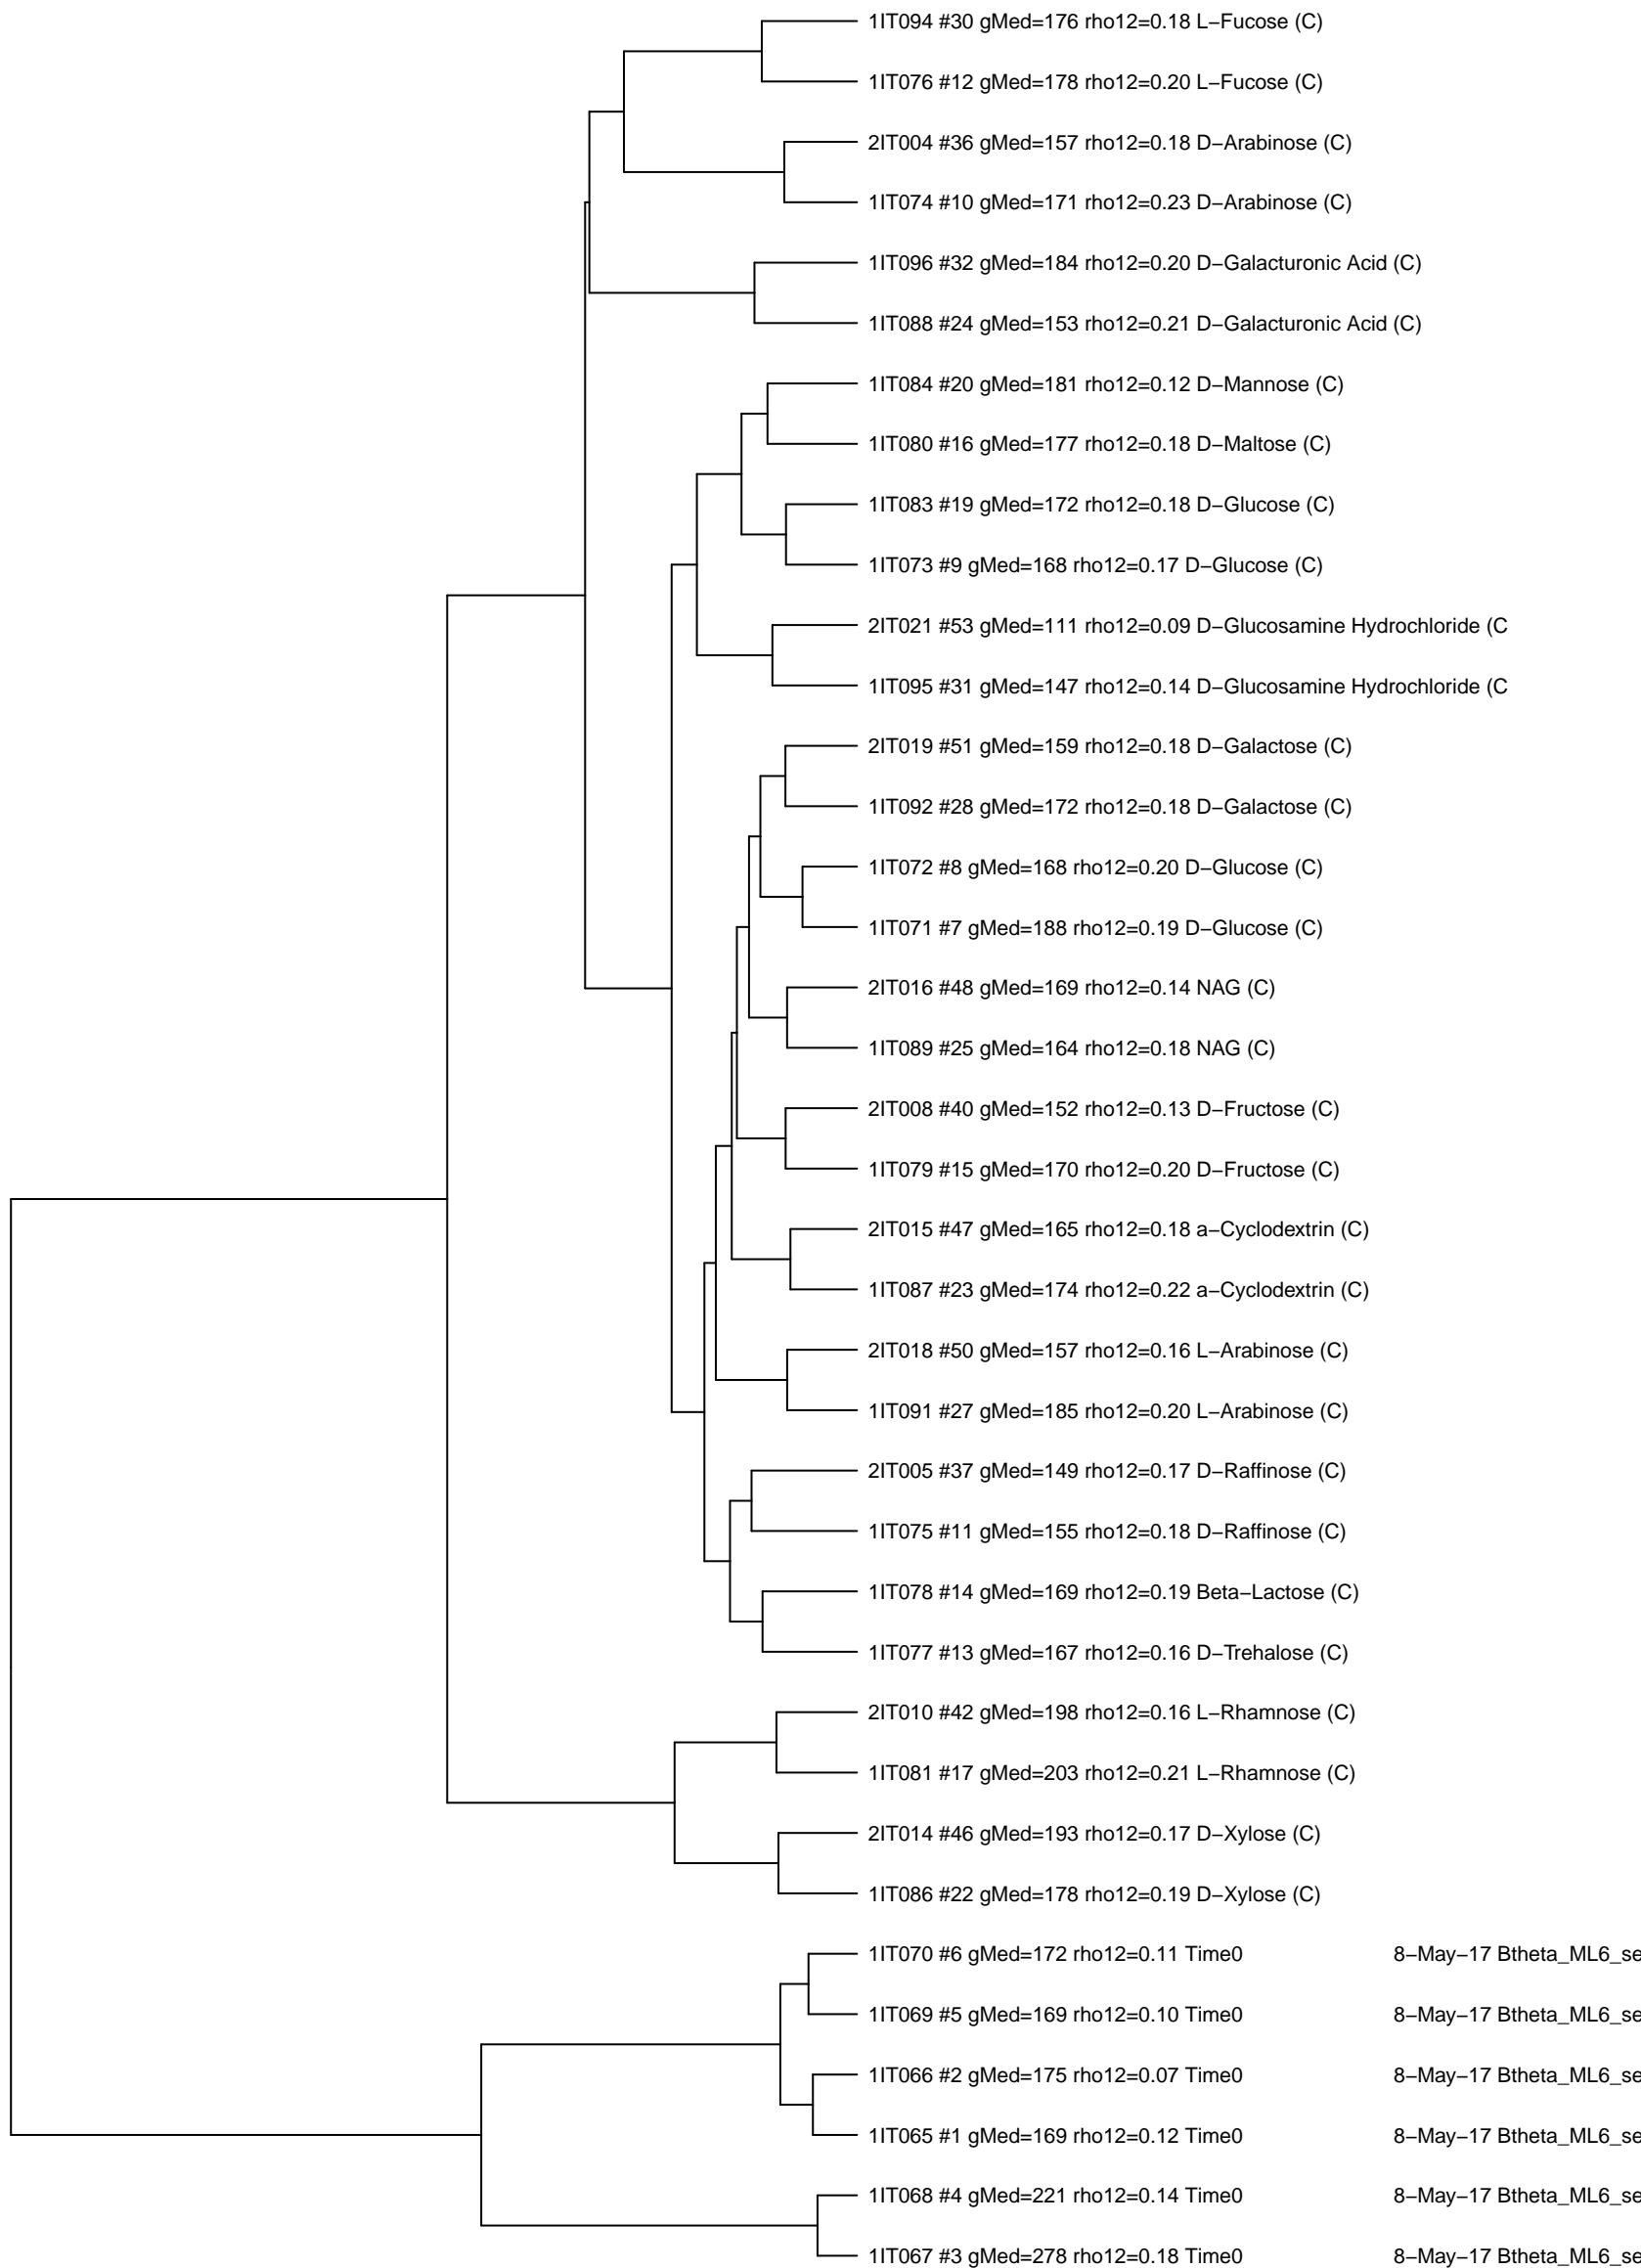 1IT094 #30 gMed=176 rho12=0.18 L−Fucose (C)
1IT076 #12 gMed=178 rho12=0.20 L−Fucose (C)
2IT004 #36 gMed=157 rho12=0.18 D−Arabinose (C)
1IT074 #10 gMed=171 rho12=0.23 D−Arabinose (C)
1IT096 #32 gMed=184 rho12=0.20 D−Galacturonic Acid (C)
1IT088 #24 gMed=153 rho12=0.21 D−Galacturonic Acid (C)
1IT084 #20 gMed=181 rho12=0.12 D−Mannose (C)
1IT080 #16 gMed=177 rho12=0.18 D−Maltose (C)
1IT083 #19 gMed=172 rho12=0.18 D−Glucose (C)
1IT073 #9 gMed=168 rho12=0.17 D−Glucose (C)
2IT021 #53 gMed=111 rho12=0.09 D−Glucosamine Hydrochloride (C
1IT095 #31 gMed=147 rho12=0.14 D−Glucosamine Hydrochloride (C
2IT019 #51 gMed=159 rho12=0.18 D−Galactose (C)
1IT092 #28 gMed=172 rho12=0.18 D−Galactose (C)
1IT072 #8 gMed=168 rho12=0.20 D−Glucose (C)
1IT071 #7 gMed=188 rho12=0.19 D−Glucose (C)
2IT016 #48 gMed=169 rho12=0.14 NAG (C)
1IT089 #25 gMed=164 rho12=0.18 NAG (C)
2IT008 #40 gMed=152 rho12=0.13 D−Fructose (C)
1IT079 #15 gMed=170 rho12=0.20 D−Fructose (C)
2IT015 #47 gMed=165 rho12=0.18 a−Cyclodextrin (C)
1IT087 #23 gMed=174 rho12=0.22 a−Cyclodextrin (C)
2IT018 #50 gMed=157 rho12=0.16 L−Arabinose (C)
1IT091 #27 gMed=185 rho12=0.20 L−Arabinose (C)
2IT005 #37 gMed=149 rho12=0.17 D−Raffinose (C)
1IT075 #11 gMed=155 rho12=0.18 D−Raffinose (C)
1IT078 #14 gMed=169 rho12=0.19 Beta−Lactose (C)
1IT077 #13 gMed=167 rho12=0.16 D−Trehalose (C)
2IT010 #42 gMed=198 rho12=0.16 L−Rhamnose (C)
1IT081 #17 gMed=203 rho12=0.21 L−Rhamnose (C)
2IT014 #46 gMed=193 rho12=0.17 D−Xylose (C)
1IT086 #22 gMed=178 rho12=0.19 D−Xylose (C)
1IT070 #6 gMed=172 rho12=0.11 Time0 8−May−17 Btheta_ML6_se
1IT069 #5 gMed=169 rho12=0.10 Time0 8−May−17 Btheta_ML6_se
1IT066 #2 gMed=175 rho12=0.07 Time0 8−May−17 Btheta_ML6_se
1IT065 #1 gMed=169 rho12=0.12 Time0 8−May−17 Btheta_ML6_se
1IT068 #4 gMed=221 rho12=0.14 Time0 8−May−17 Btheta_ML6_se
1IT067 #3 gMed=278 rho12=0.18 Time0 8−May−17 Btheta_ML6_se